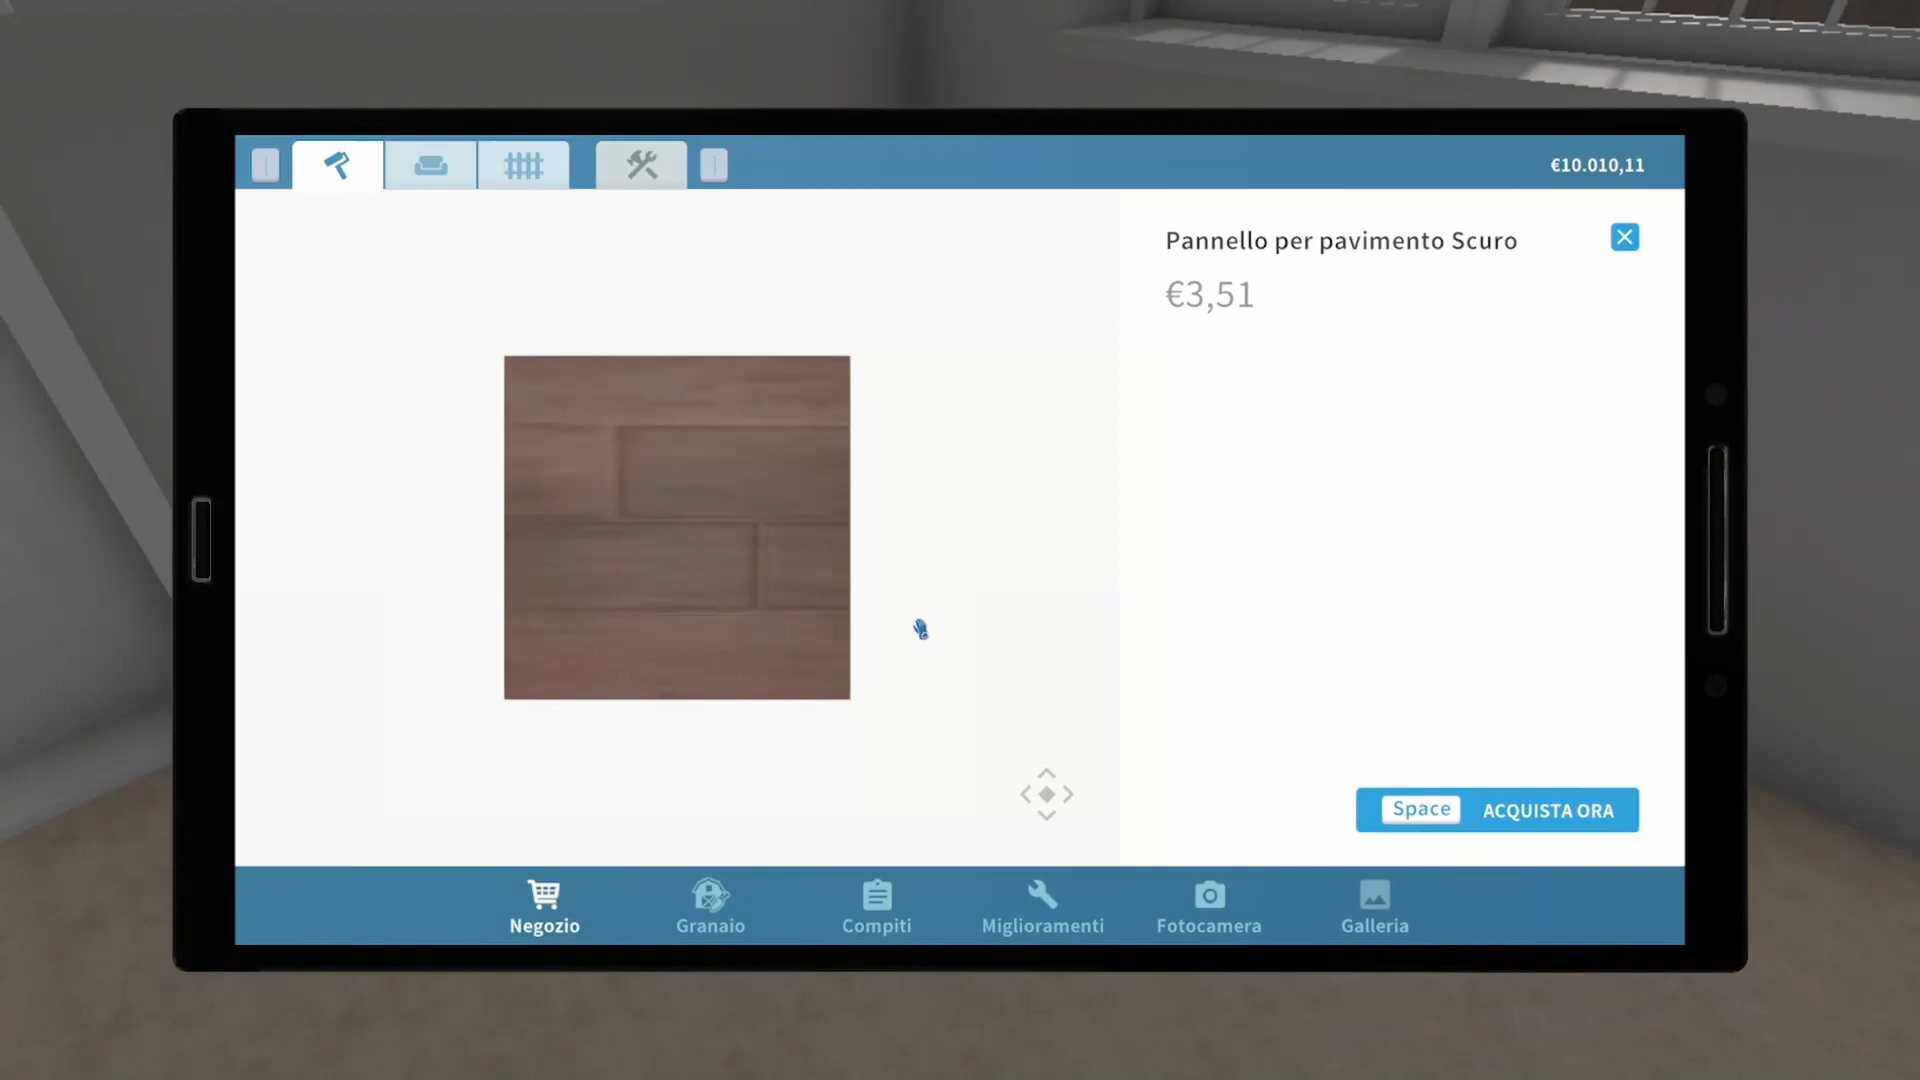 €10.010,11
Pannello per pavimento Scuro
€3,51
Space ACQUISTA ORA
Negozio
Granaio
Compiti
Miglioramenti
Fotocamera
Galleria